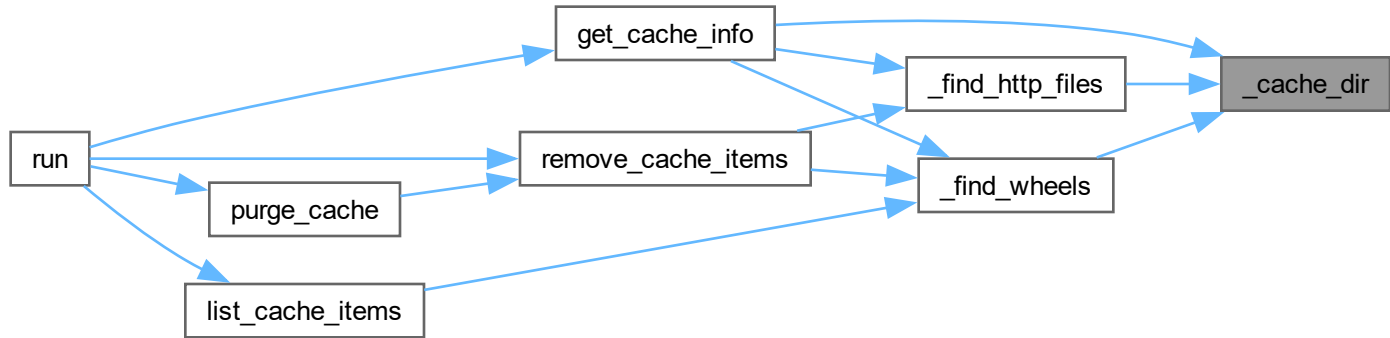 get_cache_info
_find_http_files
_cache_dir
run
remove_cache_items
_find_wheels
purge_cache
list_cache_items